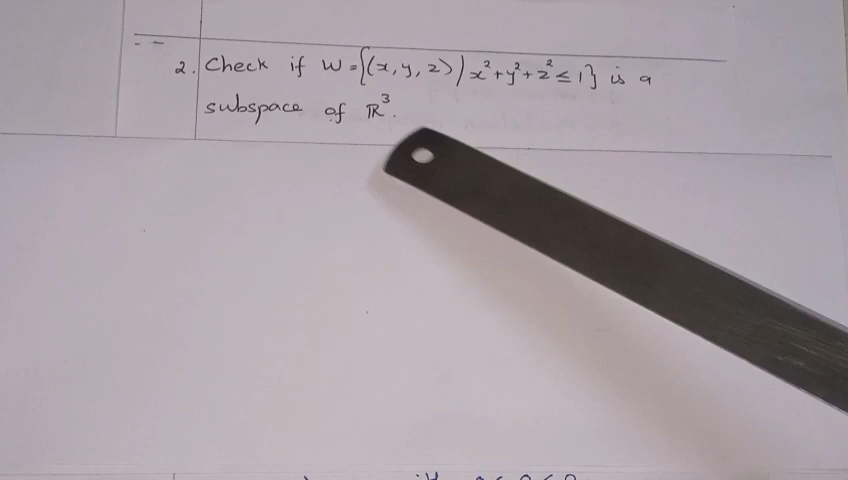 2. Check if W={(x,y,z)/x²+y²+z²≤1} is a
subspace of ℝ³.